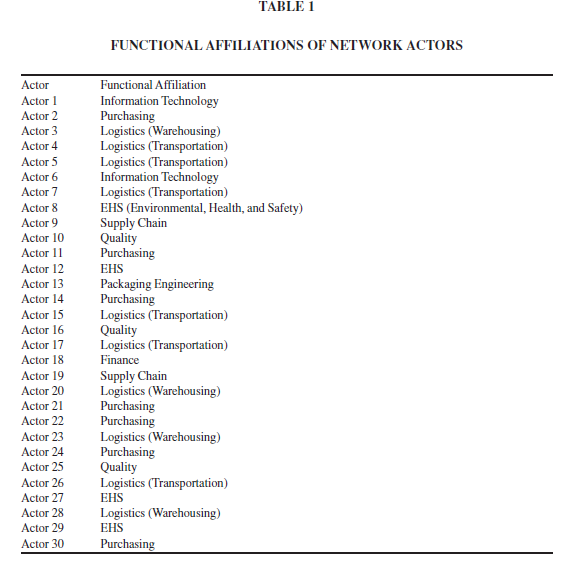 TABLE 1
FUNCTIONAL AFFILIATIONS OF NETWORK ACTORS
Actor Functional Affiliation
Actor 1 Information Technology
Actor 2 Purchasing
Actor 3 Logistics (Warehousing)
Actor 4 Logistics (Transportation)
Actor 5 Logistics (Transportation)
Actor 6 Information Technology
Actor 7 Logistics (Transportation)
Actor 8 EHS (Environmental, Health, and Safety)
Actor 9 Supply Chain
Actor 10 Quality
Actor 11 Purchasing
Actor 12 EHS
Actor 13 Packaging Engineering
Actor 14 Purchasing
Actor 15 Logistics (Transportation)
Actor 16 Quality
Actor 17 Logistics (Transportation)
Actor 18 Finance
Actor 19 Supply Chain
Actor 20 Logistics (Warehousing)
Actor 21 Purchasing
Actor 22 Purchasing
Actor 23 Logistics (Warehousing)
Actor 24 Purchasing
Actor 25 Quality
Actor 26 Logistics (Transportation)
Actor 27 EHS
Actor 28 Logistics (Warehousing)
Actor 29 EHS
Actor 30 Purchasing